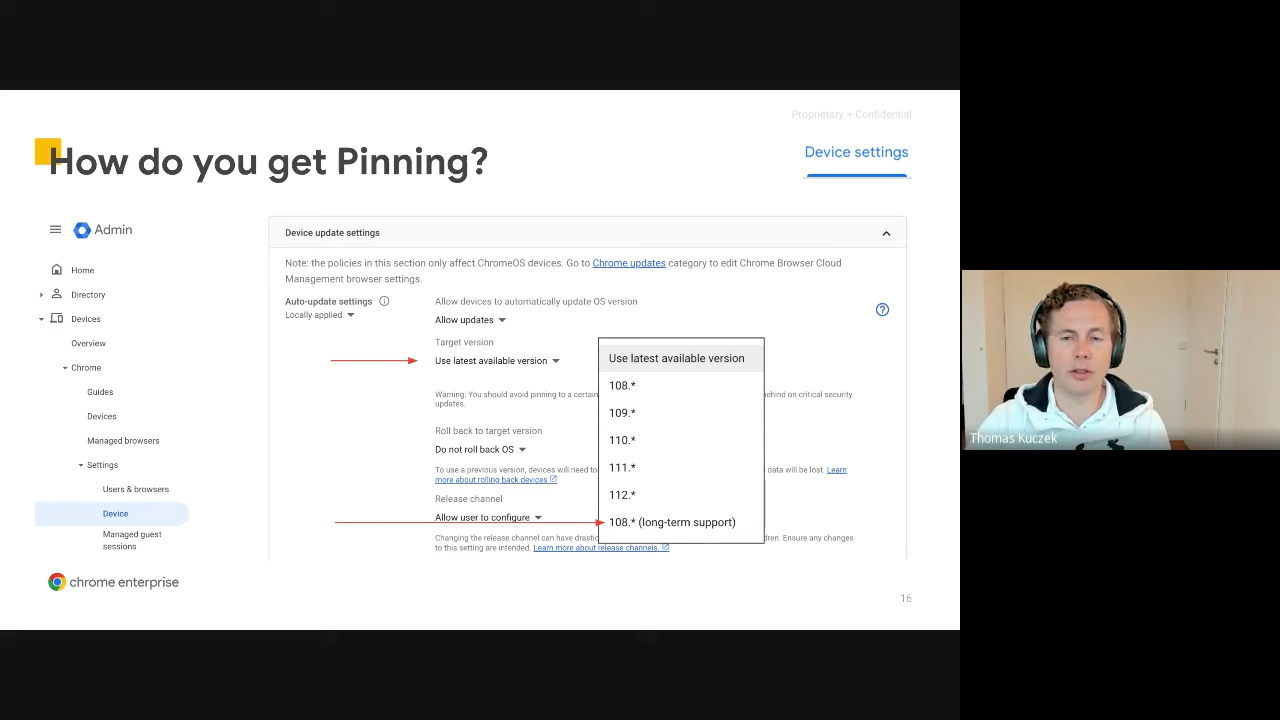 Proprietary + Confidential
How do you get Pinning?
Device settings
Admin
Home
Directory
Devices
Overview
Chrome
Guides
Devices
Managed browsers
Settings
Users & browsers
Device
Managed guest
sessions
Device update settings
Note: the policies in this section only affect ChromeOS devices. Go to Chrome updates category to edit Chrome Browser Cloud
Management browser settings.
Auto-update settings
Locally applied
Allow devices to automatically update OS version
Allow updates
Target version
Use latest available version
Warning: You should avoid pinning to a certain
behind on critical security
updates.
Roll back to target version
Do not roll back OS
To use a previous version, devices will need to
data will be lost. Learn
more about rolling back devices
Release channel
Allow user to configure
Changing the release channel can have drastic
Ensure any changes
to this setting are intended. Learn more about release channels.
Use latest available version
108.*
109.*
110.*
111.*
112.*
108.* (long-term support)
chrome enterprise
16
Thomas Kuczek